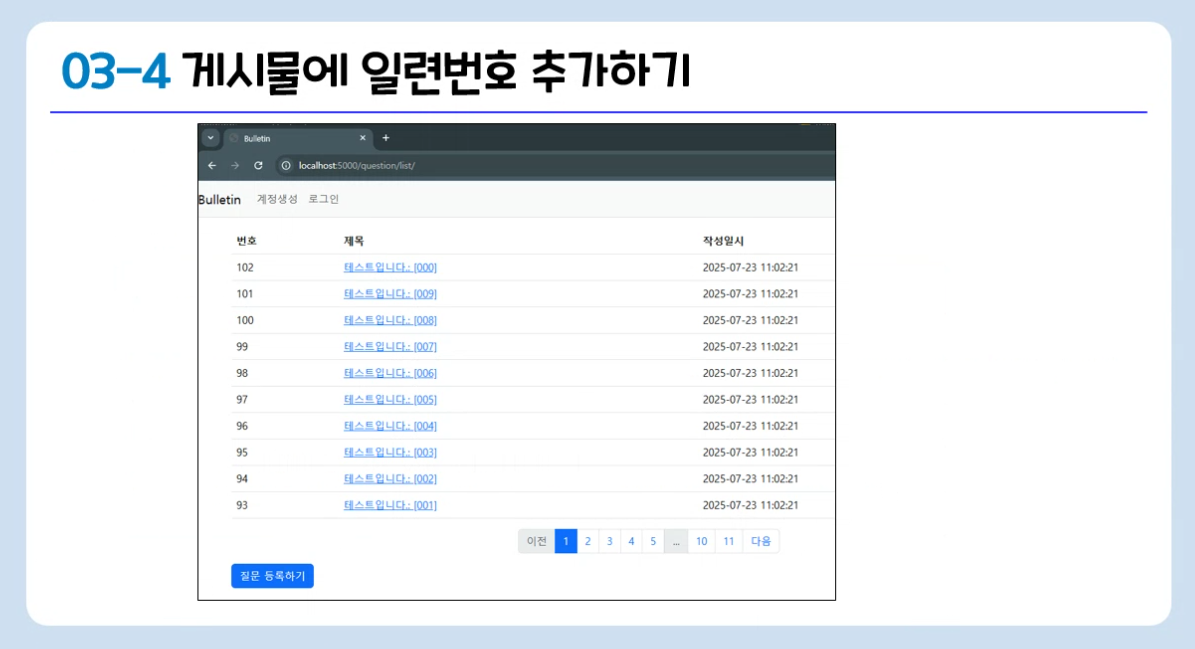 03-4 게시물에 일련번호 추가하기
Bulletin
localhost:5000/question/list/
Bulletin 계정생성 로그인
번호 제목 작성일시
102 테스트입니다.: [000] 2025-07-23 11:02:21
101 테스트입니다.: [009] 2025-07-23 11:02:21
100 테스트입니다.: [008] 2025-07-23 11:02:21
99 테스트입니다.: [007] 2025-07-23 11:02:21
98 테스트입니다.: [006] 2025-07-23 11:02:21
97 테스트입니다.: [005] 2025-07-23 11:02:21
96 테스트입니다.: [004] 2025-07-23 11:02:21
95 테스트입니다.: [003] 2025-07-23 11:02:21
94 테스트입니다.: [002] 2025-07-23 11:02:21
93 테스트입니다.: [001] 2025-07-23 11:02:21
이전 1 2 3 4 5 ... 10 11 다음
질문 등록하기